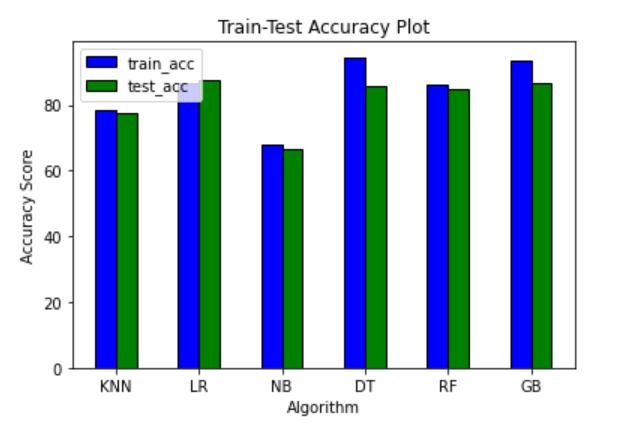 Train-Test Accuracy Plot
train_acc
test_acc
80
60
40
20
0
Accuracy Score
KNN LR NB DT RF GB
Algorithm